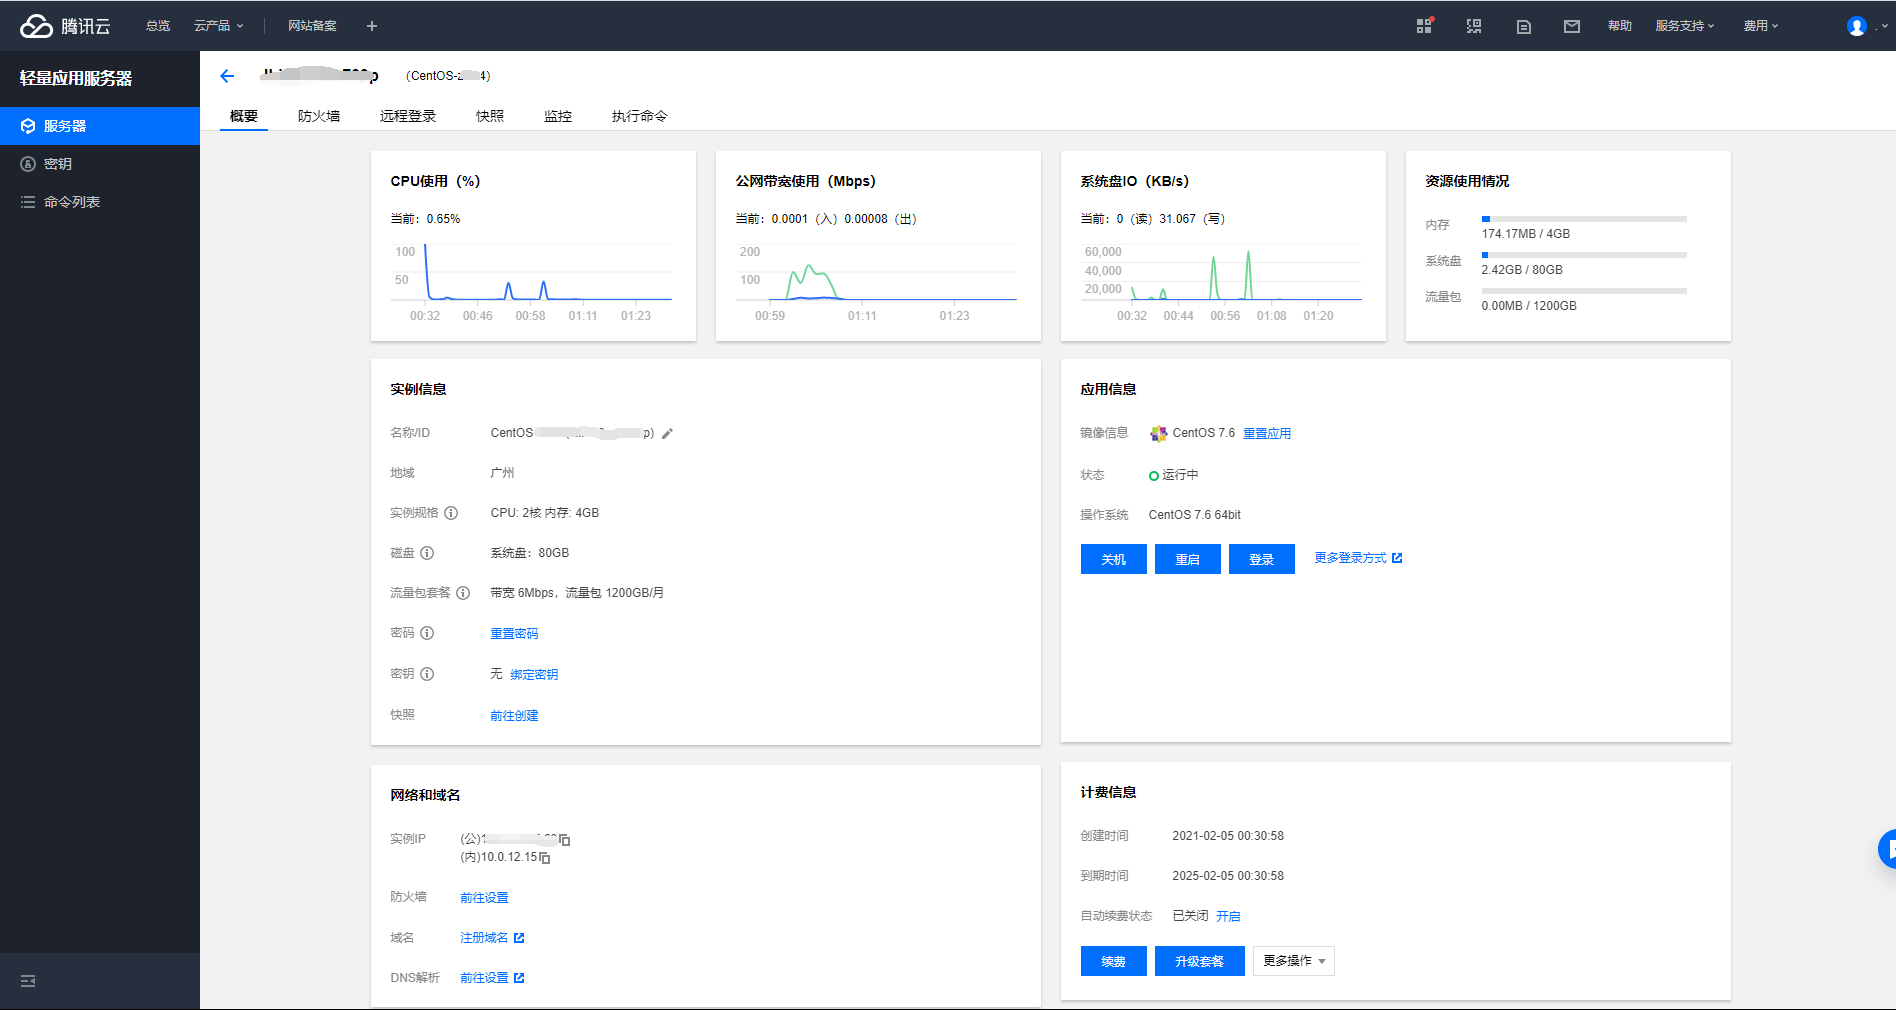 腾讯云 总览 云产品 网站备案 + 帮助 服务支持 费用
轻量应用服务器
服务器
密钥
命令列表
(CentOS-
概要 防火墙 远程登录 快照 监控 执行命令
CPU使用（%）
当前：0.65%
100
50
00:32 00:46 00:58 01:11 01:23
公网带宽使用（Mbps）
当前：0.0001（入）0.00008（出）
200
100
00:59 01:11 01:23
系统盘IO（KB/s）
当前：0（读）31.067（写）
60,000
40,000
20,000
00:32 00:44 00:56 01:08 01:20
资源使用情况
内存
174.17MB / 4GB
系统盘
2.42GB / 80GB
流量包
0.00MB / 1200GB
实例信息
名称/ID CentOS
地域 广州
实例规格 CPU: 2核 内存: 4GB
磁盘 系统盘：80GB
流量包套餐 带宽 6Mbps，流量包 1200GB/月
密码 重置密码
密钥 无 绑定密钥
快照 前往创建
应用信息
镜像信息 CentOS 7.6 重置应用
状态 运行中
操作系统 CentOS 7.6 64bit
关机 重启 登录 更多登录方式
网络和域名
实例IP (公)1
(内)10.0.12.15
防火墙 前往设置
域名 注册域名
DNS解析 前往设置
计费信息
创建时间 2021-02-05 00:30:58
到期时间 2025-02-05 00:30:58
自动续费状态 已关闭 开启
续费 升级套餐 更多操作